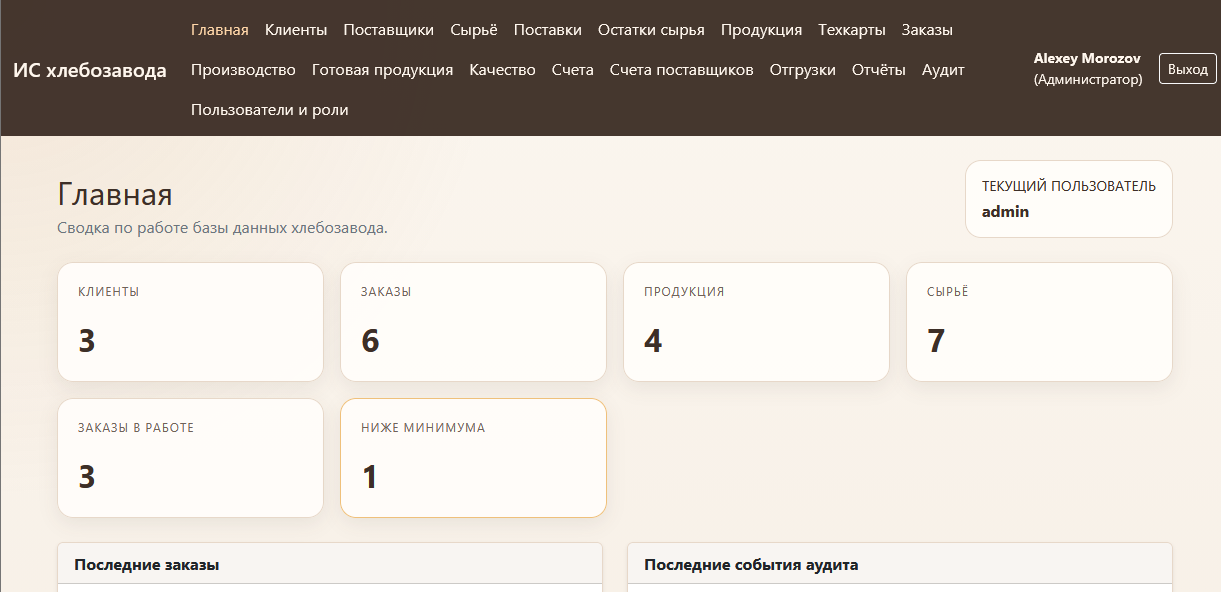 ИС хлебозавода
Главная Клиенты Поставщики Сырьё Поставки Остатки сырья Продукция Техкарты Заказы
Производство Готовая продукция Качество Счета Счета поставщиков Отгрузки Отчёты Аудит
Пользователи и роли
Alexey Morozov
(Администратор)
Выход
Главная
Сводка по работе базы данных хлебозавода.
ТЕКУЩИЙ ПОЛЬЗОВАТЕЛЬ
admin
КЛИЕНТЫ
3
ЗАКАЗЫ
6
ПРОДУКЦИЯ
4
СЫРЬЁ
7
ЗАКАЗЫ В РАБОТЕ
3
НИЖЕ МИНИМУМА
1
Последние заказы
Последние события аудита